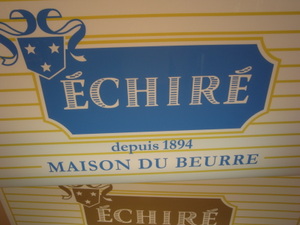 ÉCHIRÉ
depuis 1894
MAISON DU BEURRE
ÉCHIRÉ